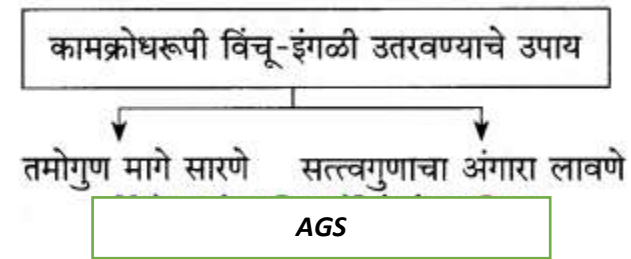 कामक्रोधरूपी विंचू-इंगळी उतरवण्याचे उपाय
तमोगुण मागे सारणे सत्त्वगुणाचा अंगारा लावणे
AGS